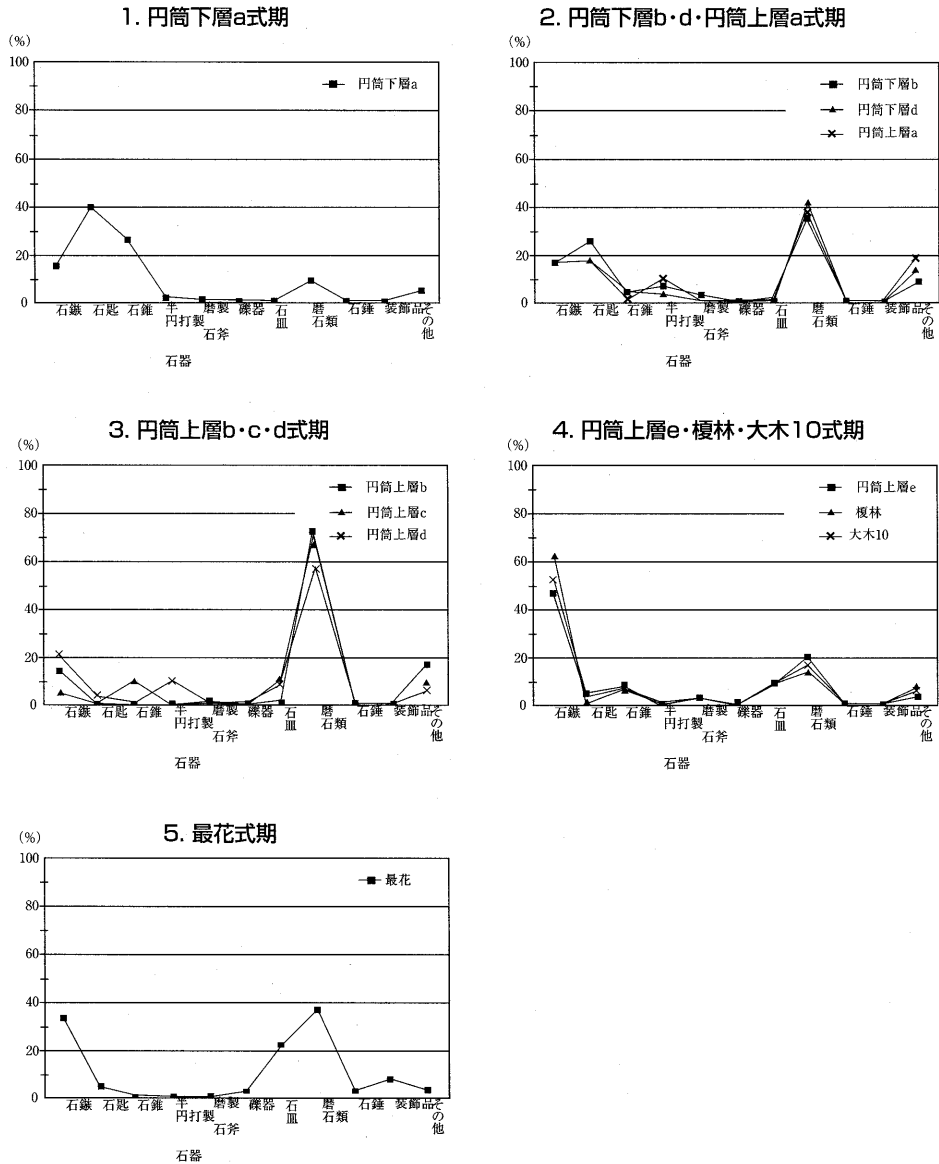 1. 円筒下層a式期
(%)
100
80
60
40
20
0
円筒下層a
石鏃
石匙
石錐
半円打製石器
磨製石斧
礫器
石皿
磨石類
石錘
装飾品
その他
2. 円筒下層b・d・円筒上層a式期
(%)
100
80
60
40
20
0
円筒下層b
円筒下層d
円筒上層a
石鏃
石匙
石錐
半円打製石器
磨製石斧
礫器
石皿
磨石類
石錘
装飾品
その他
3. 円筒上層b・c・d式期
(%)
100
80
60
40
20
0
円筒上層b
円筒上層c
円筒上層d
石鏃
石匙
石錐
半円打製石器
磨製石斧
礫器
石皿
磨石類
石錘
装飾品
その他
4. 円筒上層e・榎林・大木10式期
(%)
100
80
60
40
20
0
円筒上層e
榎林
大木10
石鏃
石匙
石錐
半円打製石器
磨製石斧
礫器
石皿
磨石類
石錘
装飾品
その他
5. 最花式期
(%)
100
80
60
40
20
0
最花
石鏃
石匙
石錐
半円打製石器
磨製石斧
礫器
石皿
磨石類
石錘
装飾品
その他